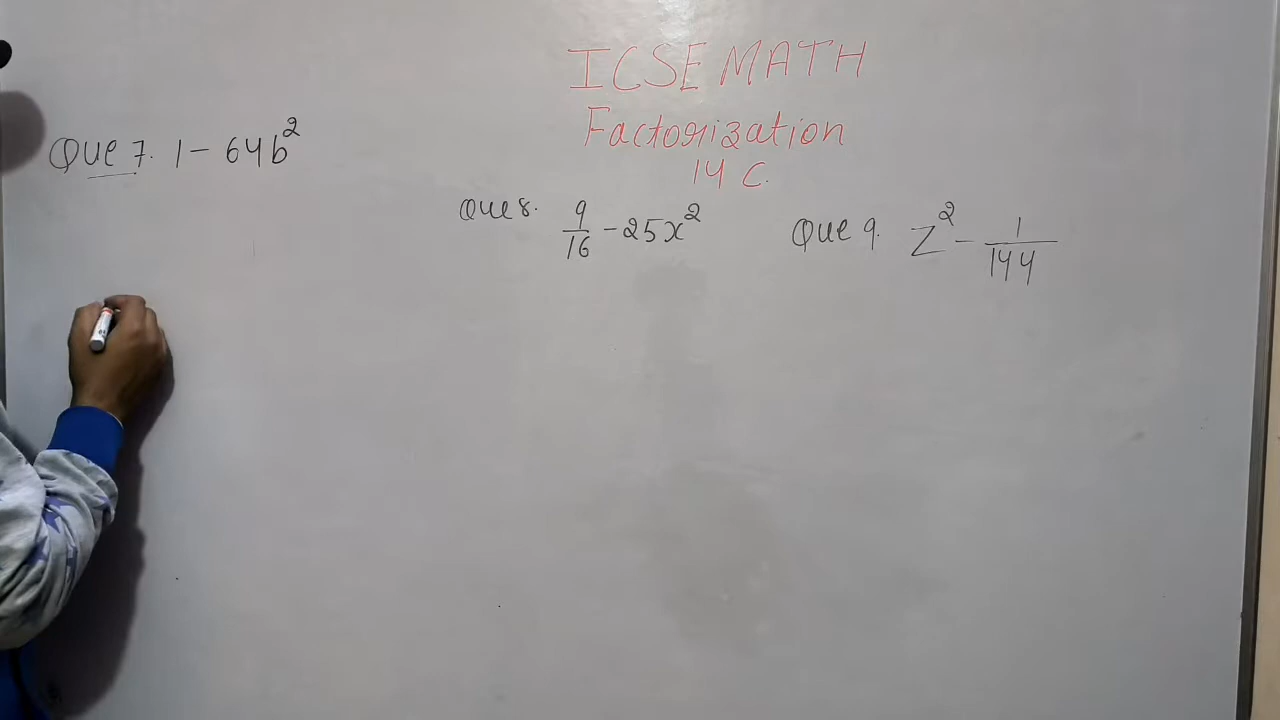 ICSE MATH
Factorization
14 C.
Que 7. 1 - 64b²
Que 8. 9/16 - 25x²
Que 9. Z² - 1/144